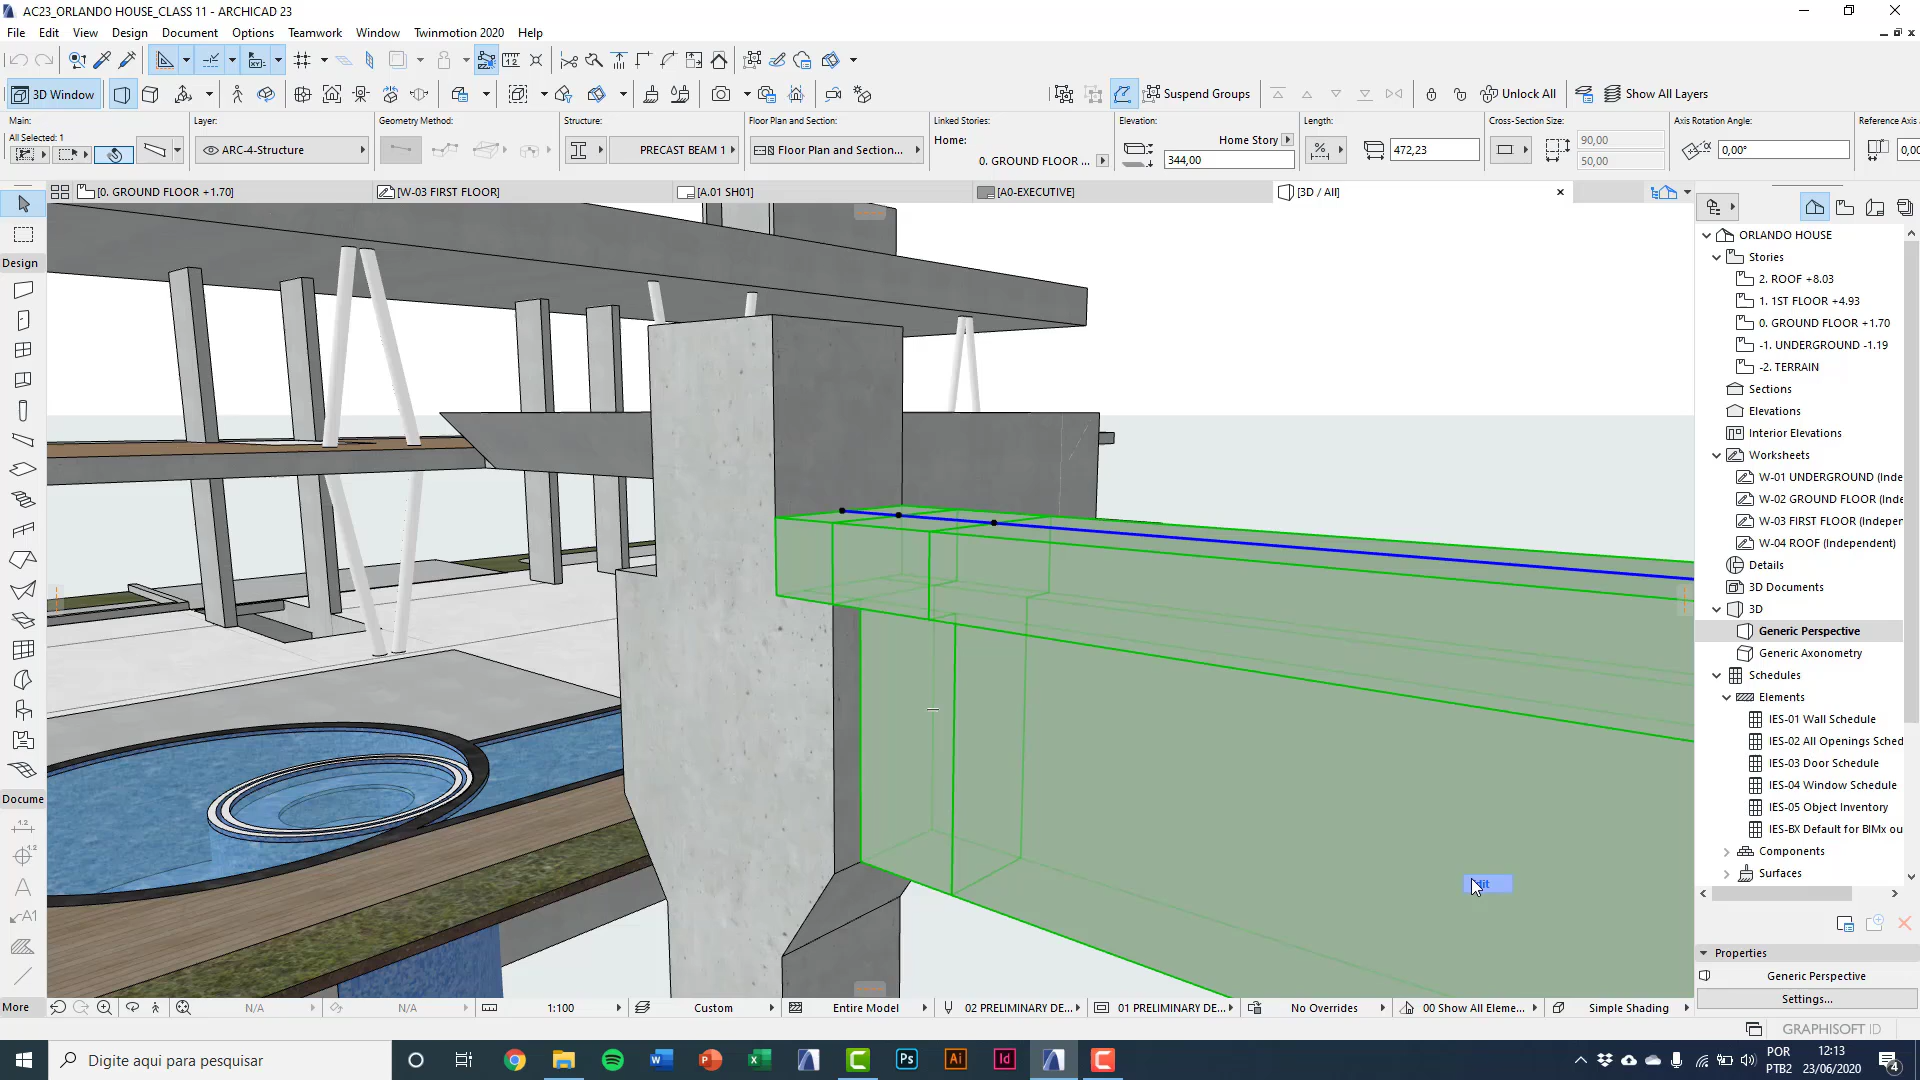 AC23_ORLANDO HOUSE_CLASS 11 - ARCHICAD 23
File Edit View Design Document Options Teamwork Window Twinmotion 2020 Help
3D Window
Suspend Groups
Unlock All
Show All Layers
Main:
All Selected: 1
Layer:
ARC-4-Structure
Geometry Method:
Structure:
PRECAST BEAM 1
Floor Plan and Section:
Floor Plan and Section...
Linked Stories:
Home:
0. GROUND FLOOR ...
Elevation:
Home Story
344,00
Length:
472,23
Cross-Section Size:
90,00
50,00
Axis Rotation Angle:
0,00°
Reference Axis
0,00
[0. GROUND FLOOR +1.70]
[W-03 FIRST FLOOR]
[A.01 SH01]
[A0-EXECUTIVE]
[3D / All]
Design
Docume
More
ORLANDO HOUSE
Stories
2. ROOF +8.03
1. 1ST FLOOR +4.93
0. GROUND FLOOR +1.70
-1. UNDERGROUND -1.19
-2. TERRAIN
Sections
Elevations
Interior Elevations
Worksheets
W-01 UNDERGROUND (Inde
W-02 GROUND FLOOR (Inde
W-03 FIRST FLOOR (Indeper
W-04 ROOF (Independent)
Details
3D Documents
3D
Generic Perspective
Generic Axonometry
Schedules
Elements
IES-01 Wall Schedule
IES-02 All Openings Sched
IES-03 Door Schedule
IES-04 Window Schedule
IES-05 Object Inventory
IES-BX Default for BIMx ou
Components
Surfaces
Properties
Generic Perspective
Settings...
N/A
N/A
1:100
Custom
Entire Model
02 PRELIMINARY DE...
01 PRELIMINARY DE...
No Overrides
00 Show All Eleme...
Simple Shading
GRAPHISOFT ID
Digite aqui para pesquisar
POR
PTB2
12:13
23/06/2020
4